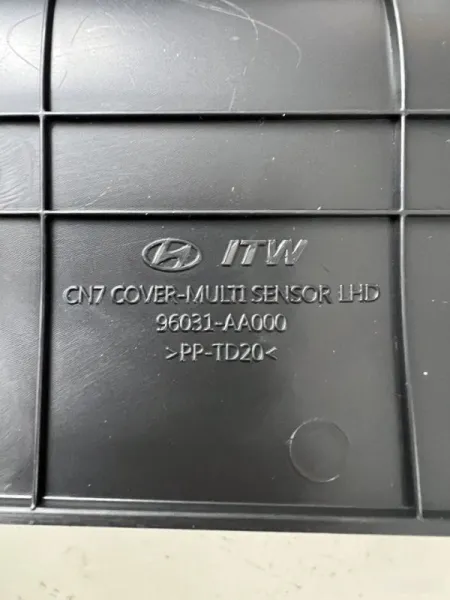 ITW
CN7 COVER-MULTI SENSOR LHD
96031-AA000
>PP-TD20<